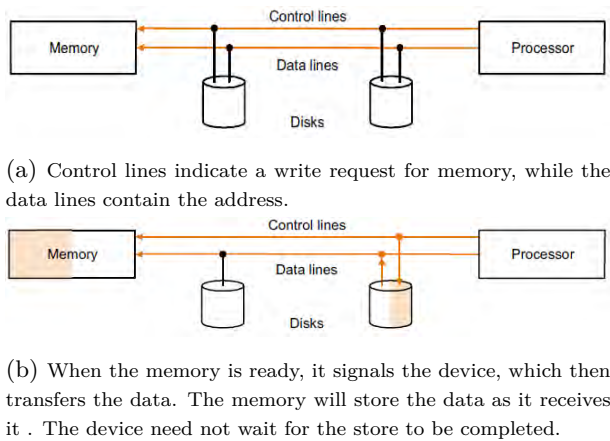 Control lines
Memory
Processor
Data lines
Disks
(a) Control lines indicate a write request for memory, while the
data lines contain the address.
Control lines
Memory
Processor
Data lines
Disks
(b) When the memory is ready, it signals the device, which then
transfers the data. The memory will store the data as it receives
it . The device need not wait for the store to be completed.